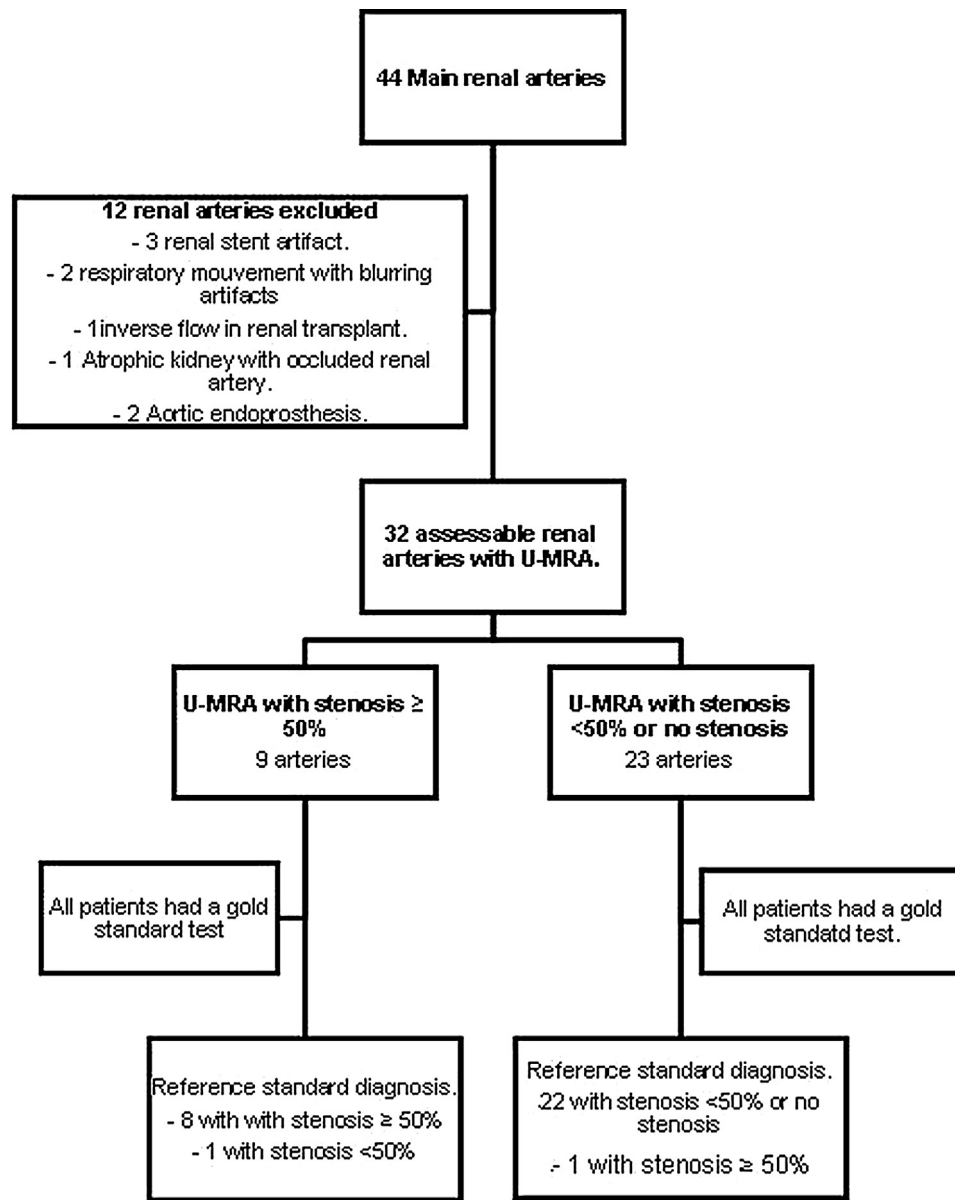 44 Main renal arteries
12 renal arteries excluded
- 3 renal stent artifact.
- 2 respiratory mouvement with blurring
artifacts
- 1inverse flow in renal transplant.
- 1 Atrophic kidney with occluded renal
artery.
- 2 Aortic endoprosthesis.
32 assessable renal
arteries with U-MRA.
U-MRA with stenosis ≥
50%
9 arteries
U-MRA with stenosis
<50% or no stenosis
23 arteries
All patients had a gold
standard test
All patients had a gold
standatd test.
Reference standard diagnosis.
- 8 with with stenosis ≥ 50%
- 1 with stenosis <50%
Reference standard diagnosis.
22 with stenosis <50% or no
stenosis
- 1 with stenosis ≥ 50%